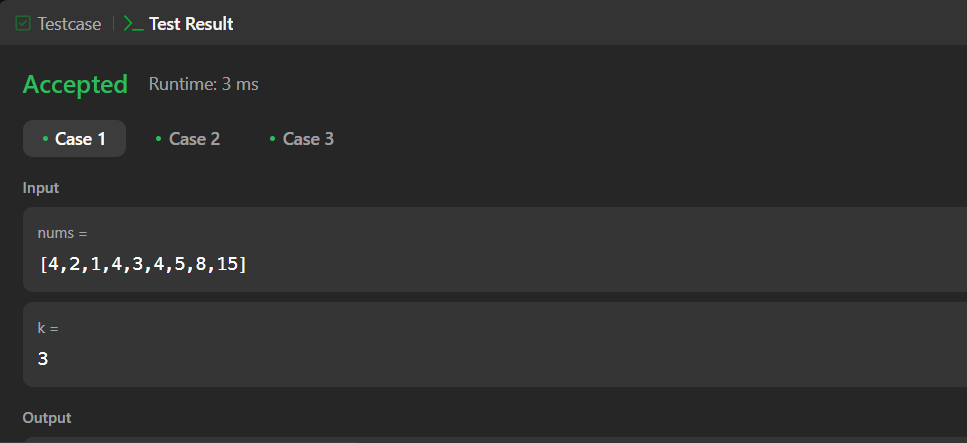 Testcase Test Result
Accepted Runtime: 3 ms
Case 1 Case 2 Case 3
Input
nums =
[4,2,1,4,3,4,5,8,15]
k =
3
Output